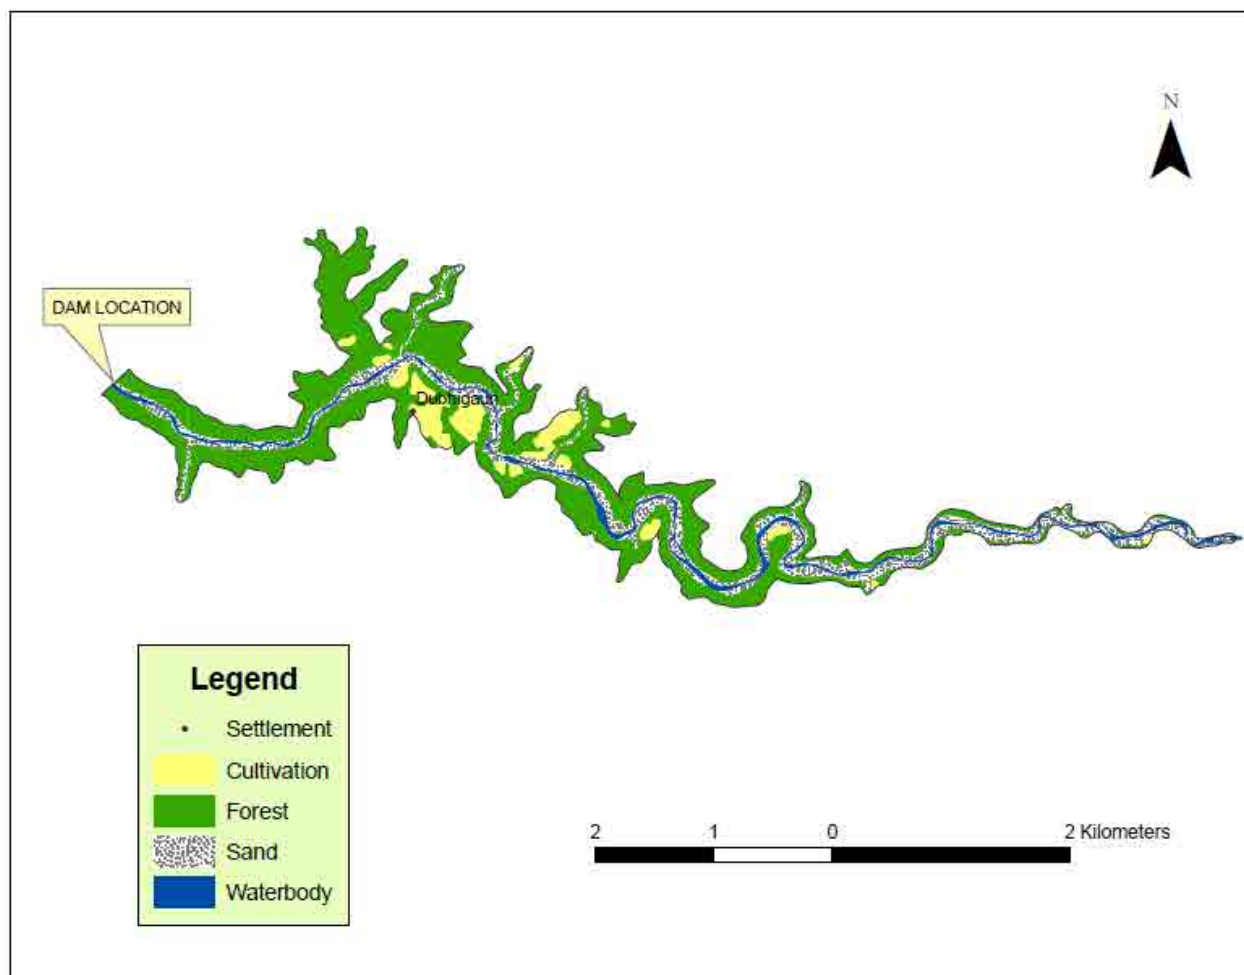 N
DAM LOCATION
Dubhigaun
Legend
Settlement
Cultivation
Forest
Sand
Waterbody
2 1 0 2 Kilometers